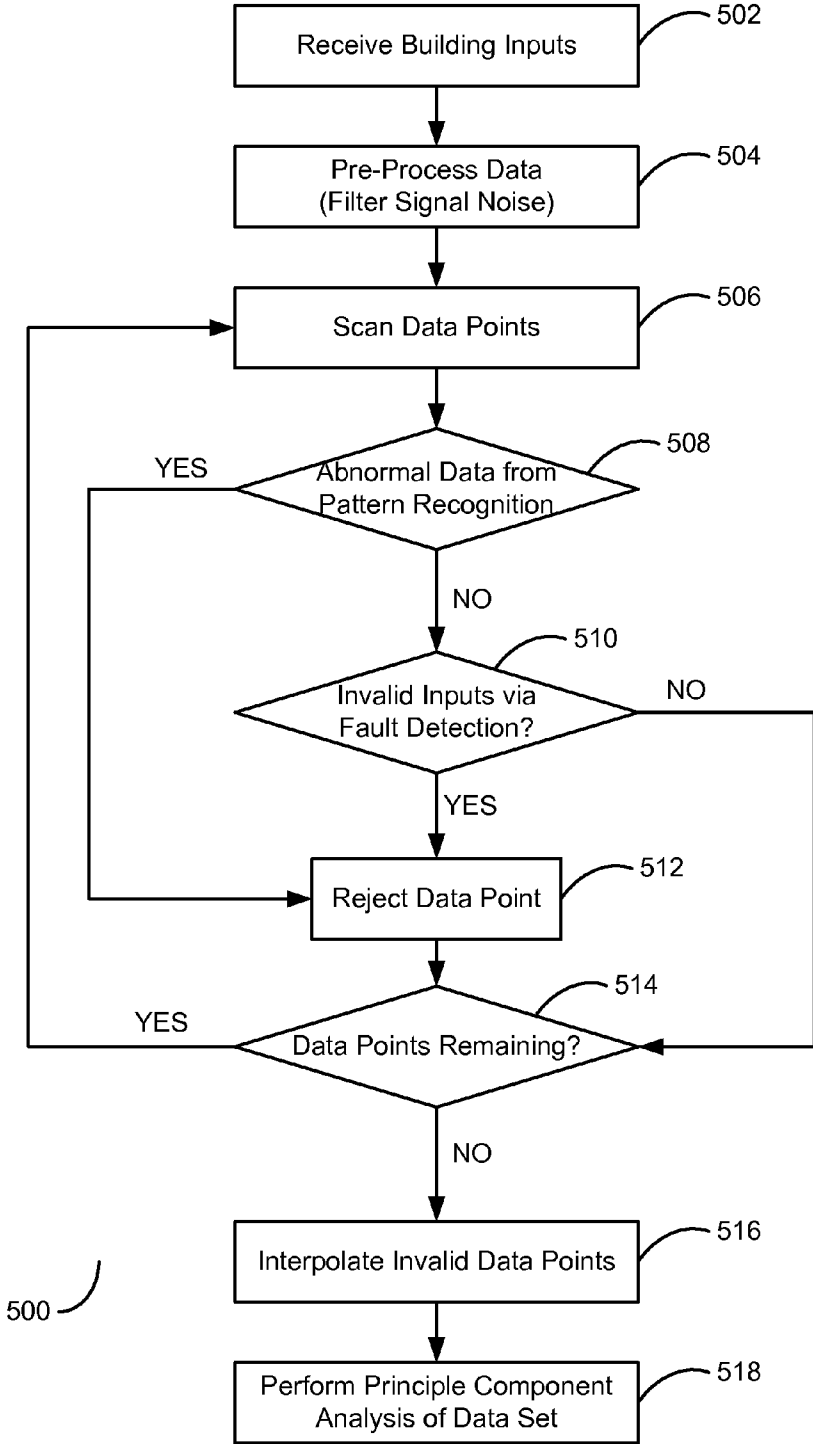 502
Receive Building Inputs
504
Pre-Process Data
(Filter Signal Noise)
506
Scan Data Points
508
YES
Abnormal Data from
Pattern Recognition
NO
510
Invalid Inputs via
Fault Detection?
NO
YES
512
Reject Data Point
514
YES
Data Points Remaining?
NO
516
Interpolate Invalid Data Points
500
518
Perform Principle Component
Analysis of Data Set